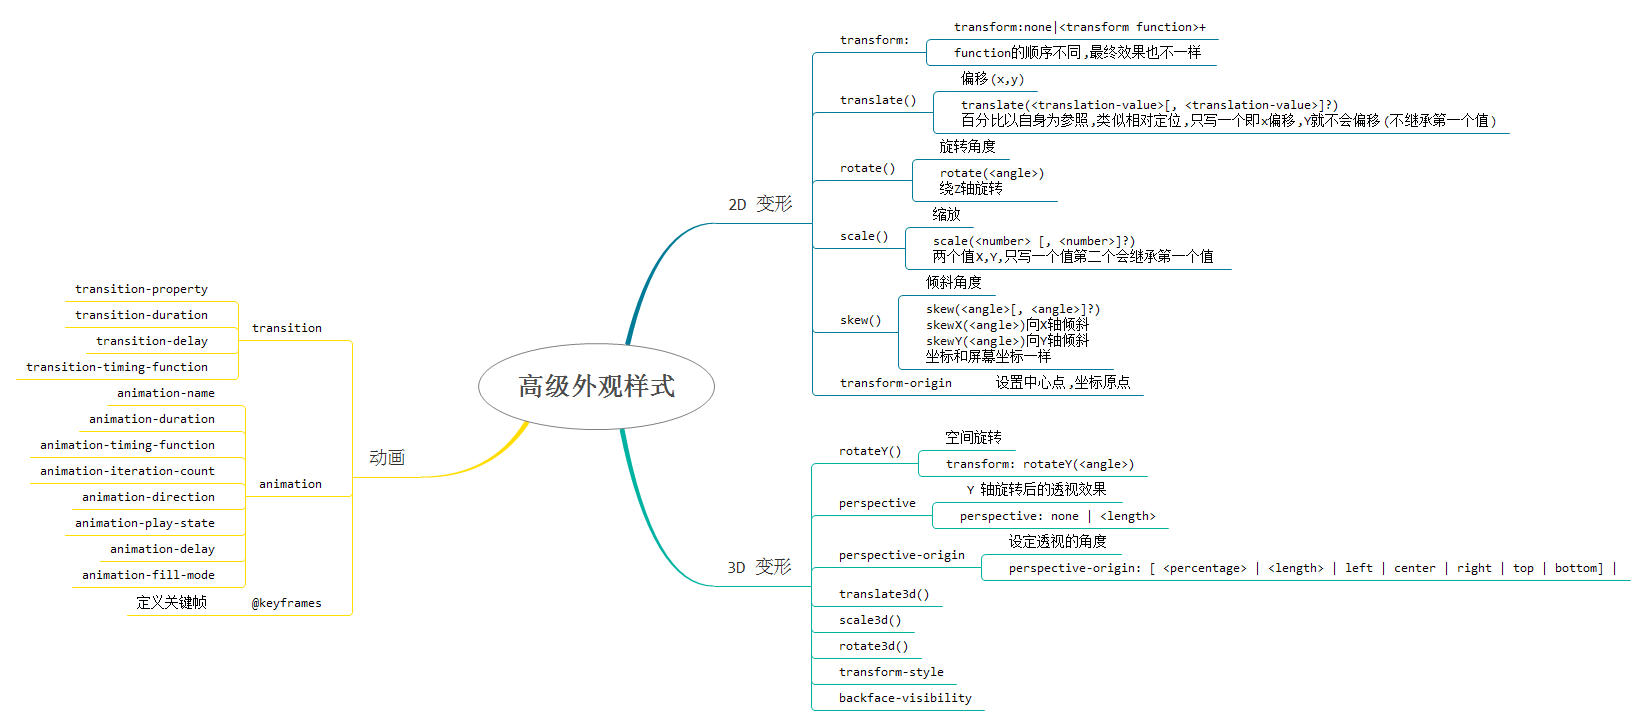 高级外观样式
2D 变形
transform:
transform:none|<transform function>+
function的顺序不同,最终效果也不一样
translate()
偏移(x,y)
translate(<translation-value>[, <translation-value>]?)
百分比以自身为参照,类似相对定位,只写一个即x偏移,Y就不会偏移(不继承第一个值)
rotate()
旋转角度
rotate(<angle>)
绕Z轴旋转
scale()
缩放
scale(<number> [, <number>]?)
两个值X,Y,只写一个值第二个会继承第一个值
skew()
倾斜角度
skew(<angle>[, <angle>]?)
skewX(<angle>)向X轴倾斜
skewY(<angle>)向Y轴倾斜
坐标和屏幕坐标一样
transform-origin
设置中心点,坐标原点
3D 变形
rotateY()
空间旋转
transform: rotateY(<angle>)
perspective
Y 轴旋转后的透视效果
perspective: none | <length>
perspective-origin
设定透视的角度
perspective-origin: [ <percentage> | <length> | left | center | right | top | bottom] |
translate3d()
scale3d()
rotate3d()
transform-style
backface-visibility
动画
transition
transition-property
transition-duration
transition-delay
transition-timing-function
animation
animation-name
animation-duration
animation-timing-function
animation-iteration-count
animation-direction
animation-play-state
animation-delay
animation-fill-mode
@keyframes
定义关键帧